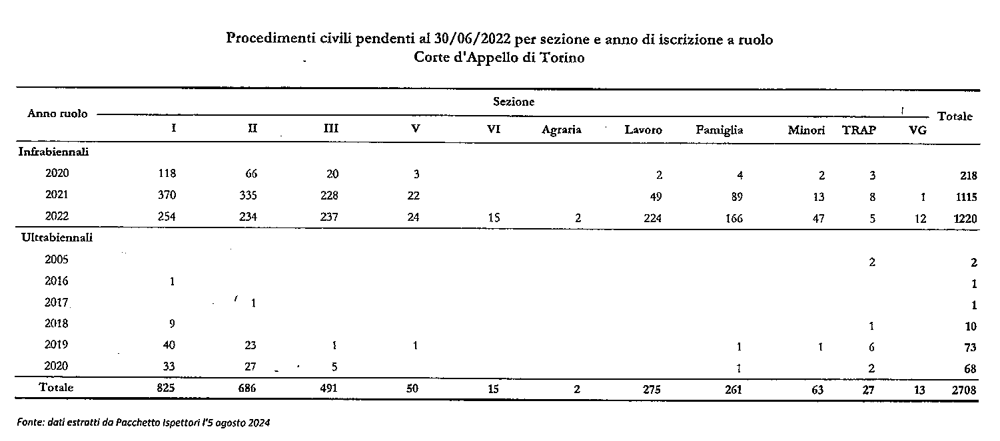 Procedimenti civili pendenti al 30/06/2022 per sezione e anno di iscrizione a ruolo
Corte d'Appello di Torino
Anno ruolo Sezione Totale
I II III V VI Agraria Lavoro Famiglia Minori TRAP VG
Infrabiennali
2020 118 66 20 3 2 4 2 3 218
2021 370 335 228 22 49 89 13 8 1 1115
2022 254 234 237 24 15 2 224 166 47 5 12 1220
Ultrabiennali
2005 2 2
2016 1 1
2017 1 1
2018 9 1 10
2019 40 23 1 1 1 1 6 73
2020 33 27 5 1 2 68
Totale 825 686 491 50 15 2 275 261 63 27 13 2708
Fonte: dati estratti da Pacchetto Ispettori l'5 agosto 2024